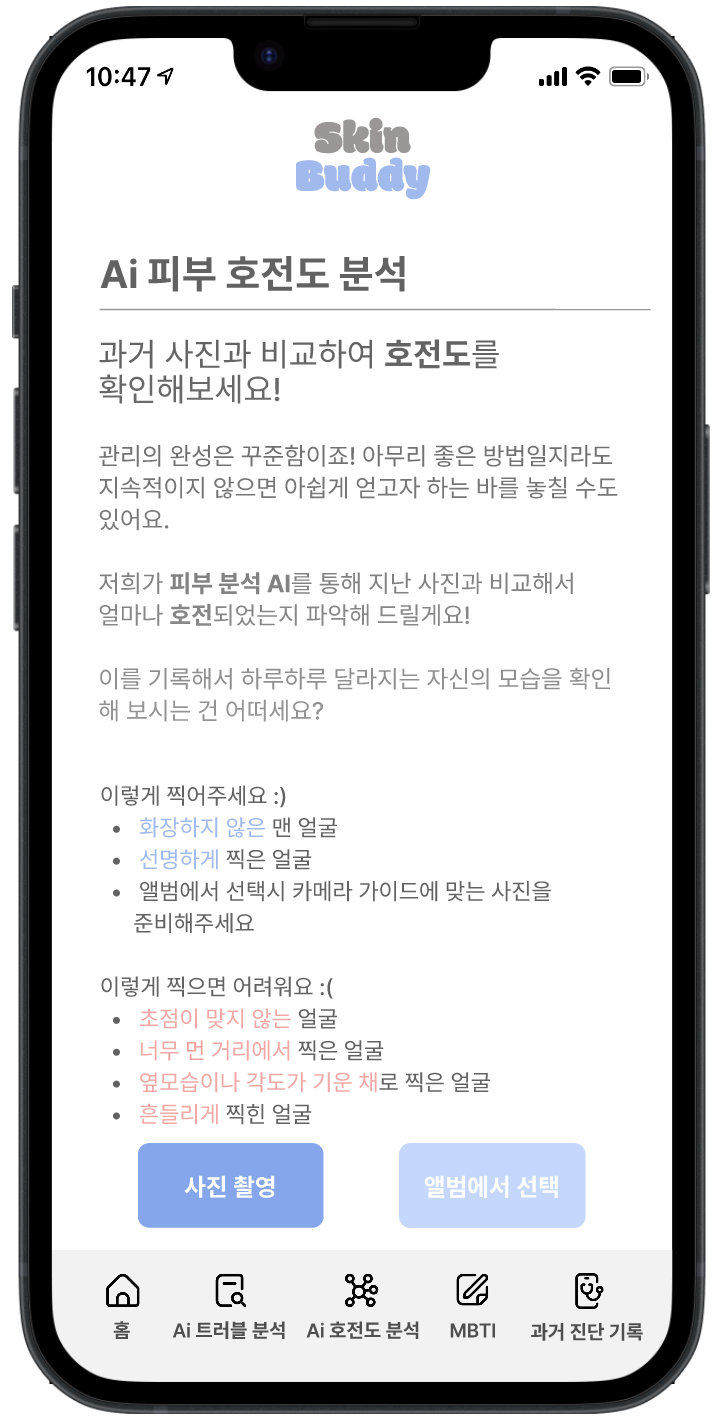 10:47
Skin
Buddy
Ai 피부 호전도 분석
과거 사진과 비교하여 호전도를
확인해보세요!
관리의 완성은 꾸준함이죠! 아무리 좋은 방법일지라도
지속적이지 않으면 아쉽게 얻고자 하는 바를 놓칠 수도
있어요.
저희가 피부 분석 AI를 통해 지난 사진과 비교해서
얼마나 호전되었는지 파악해 드릴게요!
이를 기록해서 하루하루 달라지는 자신의 모습을 확인
해 보시는 건 어떠세요?
이렇게 찍어주세요 :)
• 화장하지 않은 맨 얼굴
• 선명하게 찍은 얼굴
• 앨범에서 선택시 카메라 가이드에 맞는 사진을
준비해주세요
이렇게 찍으면 어려워요 :(
• 초점이 맞지 않는 얼굴
• 너무 먼 거리에서 찍은 얼굴
• 옆모습이나 각도가 기운 채로 찍은 얼굴
• 흔들리게 찍힌 얼굴
사진 촬영 앨범에서 선택
홈 Ai 트러블 분석 Ai 호전도 분석 MBTI 과거 진단 기록